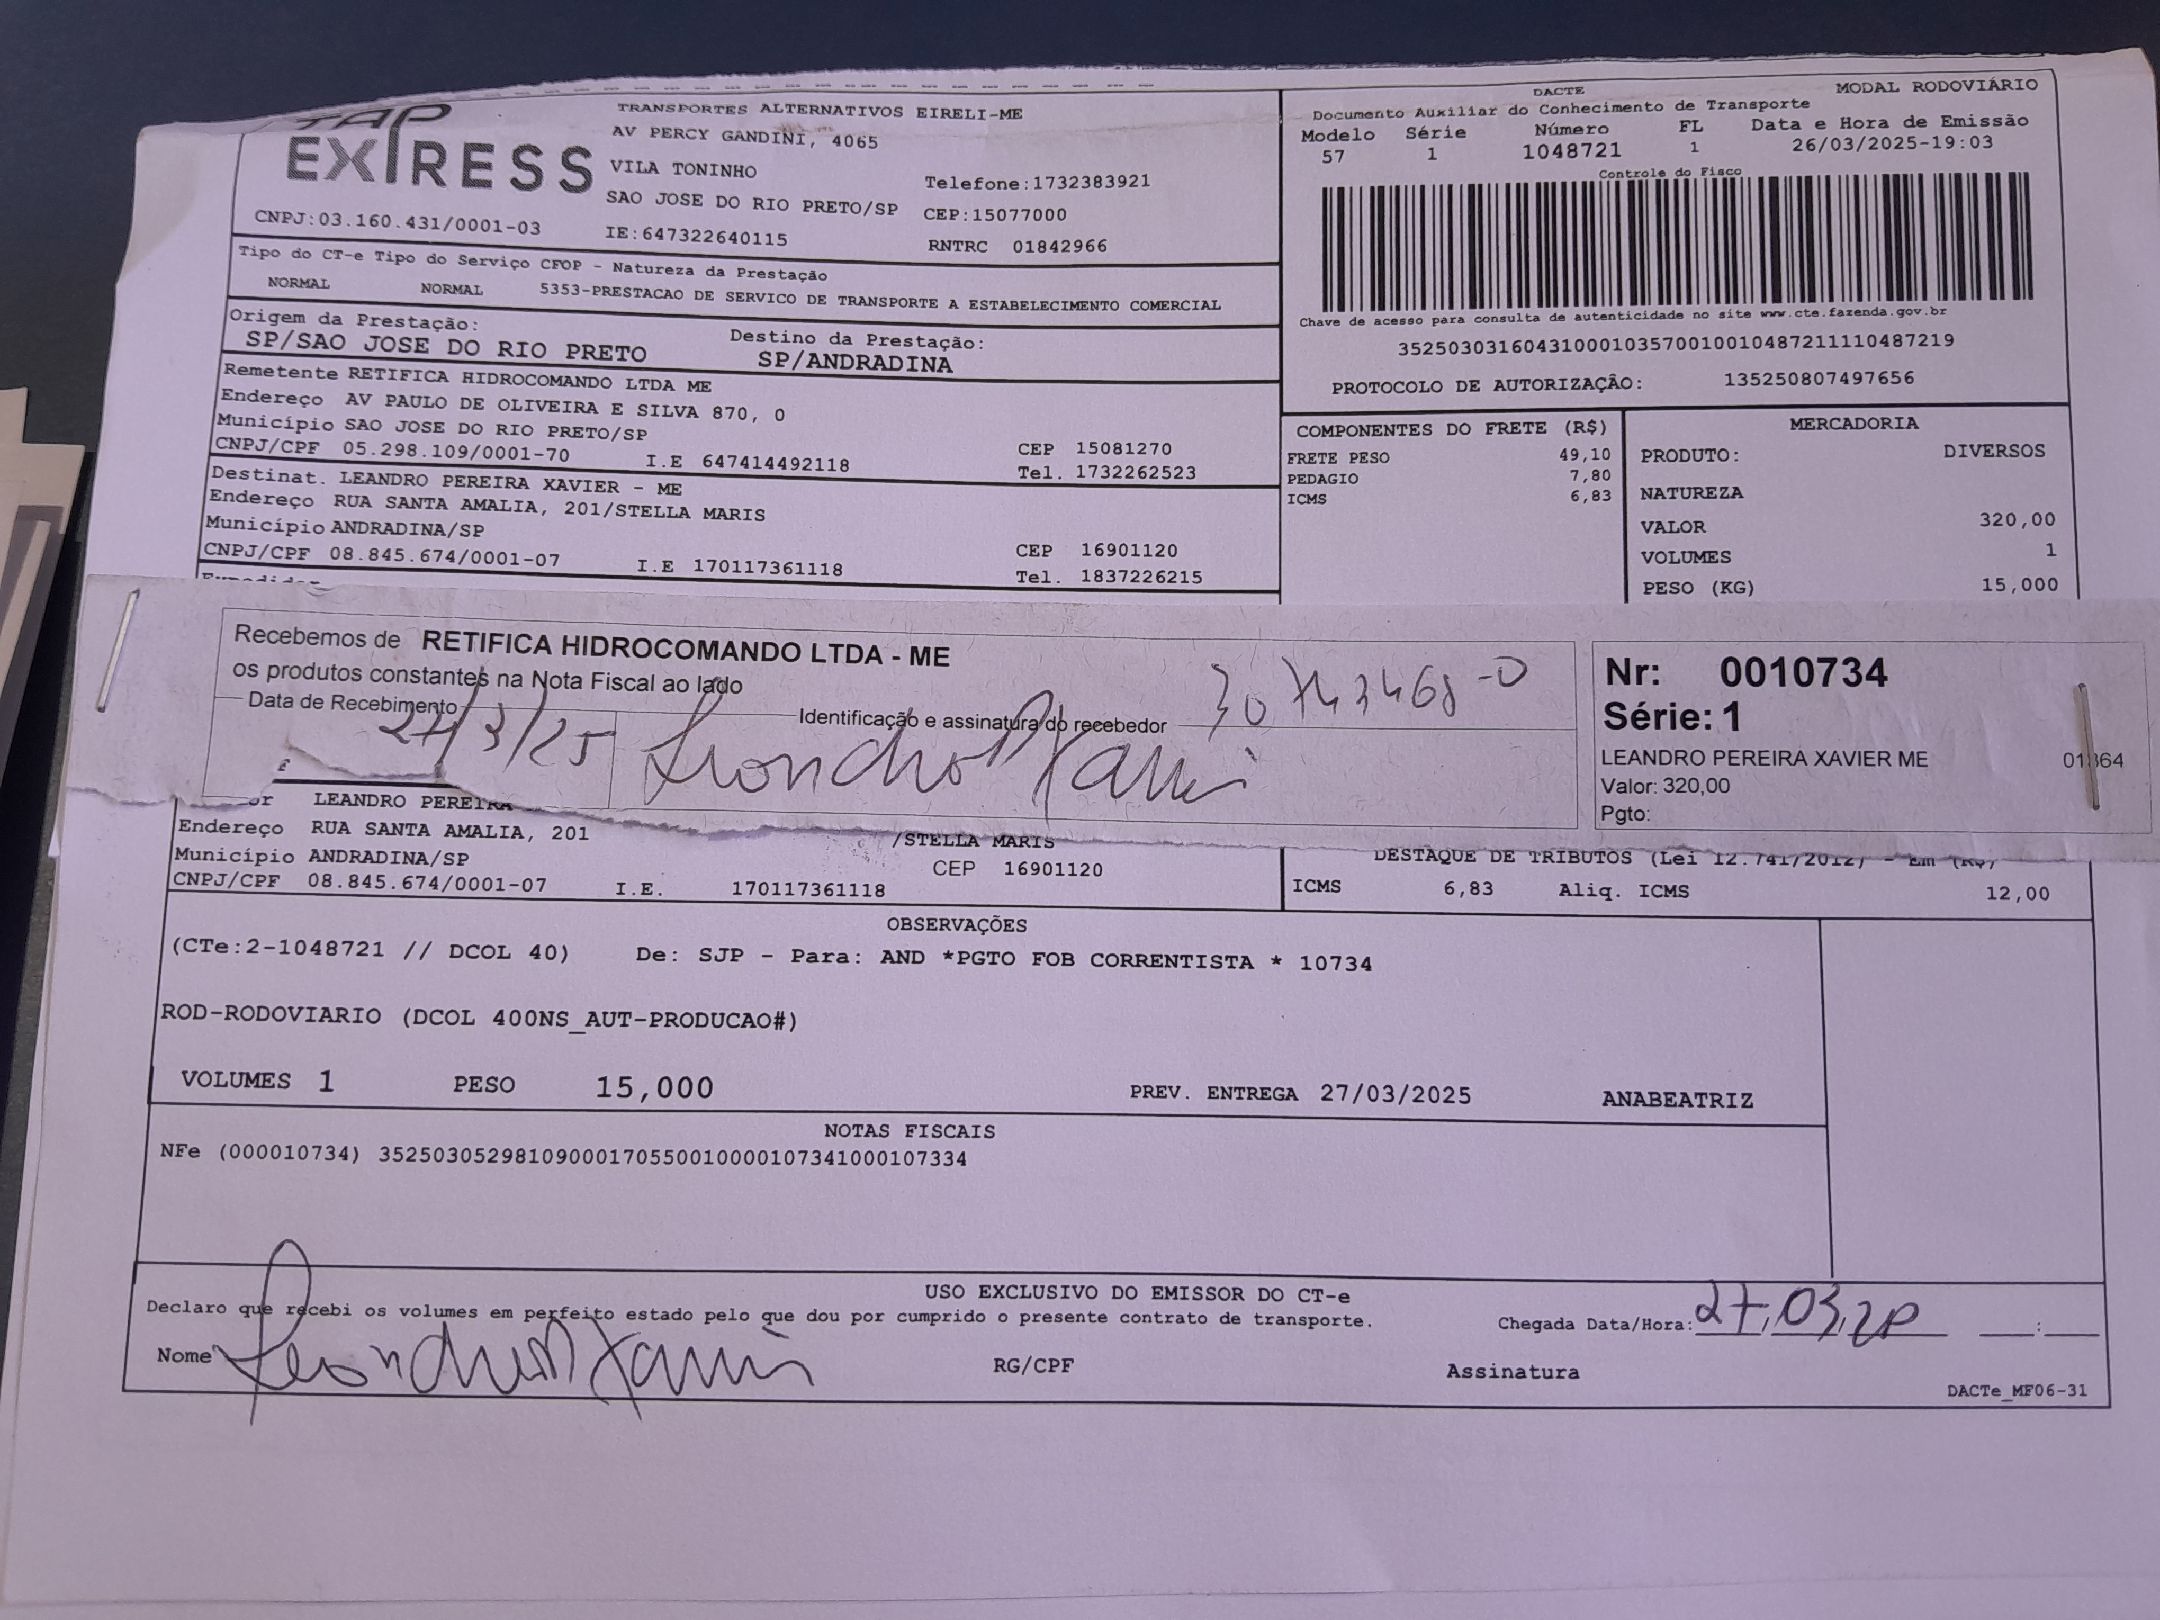 TAP
EXPRESS
TRANSPORTES ALTERNATIVOS EIRELI-ME
AV PERCY GANDINI, 4065
VILA TONINHO
Telefone:1732383921
SAO JOSE DO RIO PRETO/SP CEP:15077000
CNPJ:03.160.431/0001-03 IE:647322640115 RNTRC 01842966
DACTE MODAL RODOVIÁRIO
Documento Auxiliar do Conhecimento de Transporte
Modelo Série Número FL Data e Hora de Emissão
57 1 1048721 1 26/03/2025-19:03
Controle do Fisco
Chave de acesso para consulta de autenticidade no site www.cte.fazenda.gov.br
35250303160431000103570010010487211110487219
PROTOCOLO DE AUTORIZAÇÃO: 135250807497656
Tipo do CT-e Tipo do Serviço CFOP - Natureza da Prestação
NORMAL NORMAL 5353-PRESTACAO DE SERVICO DE TRANSPORTE A ESTABELECIMENTO COMERCIAL
Origem da Prestação: Destino da Prestação:
SP/SAO JOSE DO RIO PRETO SP/ANDRADINA
Remetente RETIFICA HIDROCOMANDO LTDA ME
Endereço AV PAULO DE OLIVEIRA E SILVA 870, 0
Município SAO JOSE DO RIO PRETO/SP CEP 15081270
CNPJ/CPF 05.298.109/0001-70 I.E 647414492118 Tel. 1732262523
Destinat. LEANDRO PEREIRA XAVIER - ME
Endereço RUA SANTA AMALIA, 201/STELLA MARIS
Município ANDRADINA/SP CEP 16901120
CNPJ/CPF 08.845.674/0001-07 I.E 170117361118 Tel. 1837226215
COMPONENTES DO FRETE (R$)
FRETE PESO 49,10
PEDAGIO 7,80
ICMS 6,83
MERCADORIA
PRODUTO: DIVERSOS
NATUREZA
VALOR 320,00
VOLUMES 1
PESO (KG) 15,000
Recebemos de RETIFICA HIDROCOMANDO LTDA - ME
os produtos constantes na Nota Fiscal ao lado
Data de Recebimento Identificação e assinatura do recebedor
27/3/25 Leandro P Xavier
Nr: 0010734
Série: 1
LEANDRO PEREIRA XAVIER ME
Valor: 320,00
Pgto:
LEANDRO PEREIRA
Endereço RUA SANTA AMALIA, 201 /STELLA MARIS
Município ANDRADINA/SP CEP 16901120
CNPJ/CPF 08.845.674/0001-07 I.E. 170117361118
DESTAQUE DE TRIBUTOS (Lei 12.741/2012) - Em (R$)
ICMS 6,83 Aliq. ICMS 12,00
OBSERVAÇÕES
(CTe:2-1048721 // DCOL 40) De: SJP - Para: AND *PGTO FOB CORRENTISTA * 10734
ROD-RODOVIARIO (DCOL 400NS_AUT-PRODUCAO#)
VOLUMES 1 PESO 15,000 PREV. ENTREGA 27/03/2025 ANABEATRIZ
NOTAS FISCAIS
NFe (000010734) 35250305298109000170550010000107341000107334
USO EXCLUSIVO DO EMISSOR DO CT-e
Declaro que recebi os volumes em perfeito estado pelo que dou por cumprido o presente contrato de transporte.
Chegada Data/Hora: 27,03, : 
Nome Leandro P Xavier RG/CPF Assinatura
DACTe_MF06-31